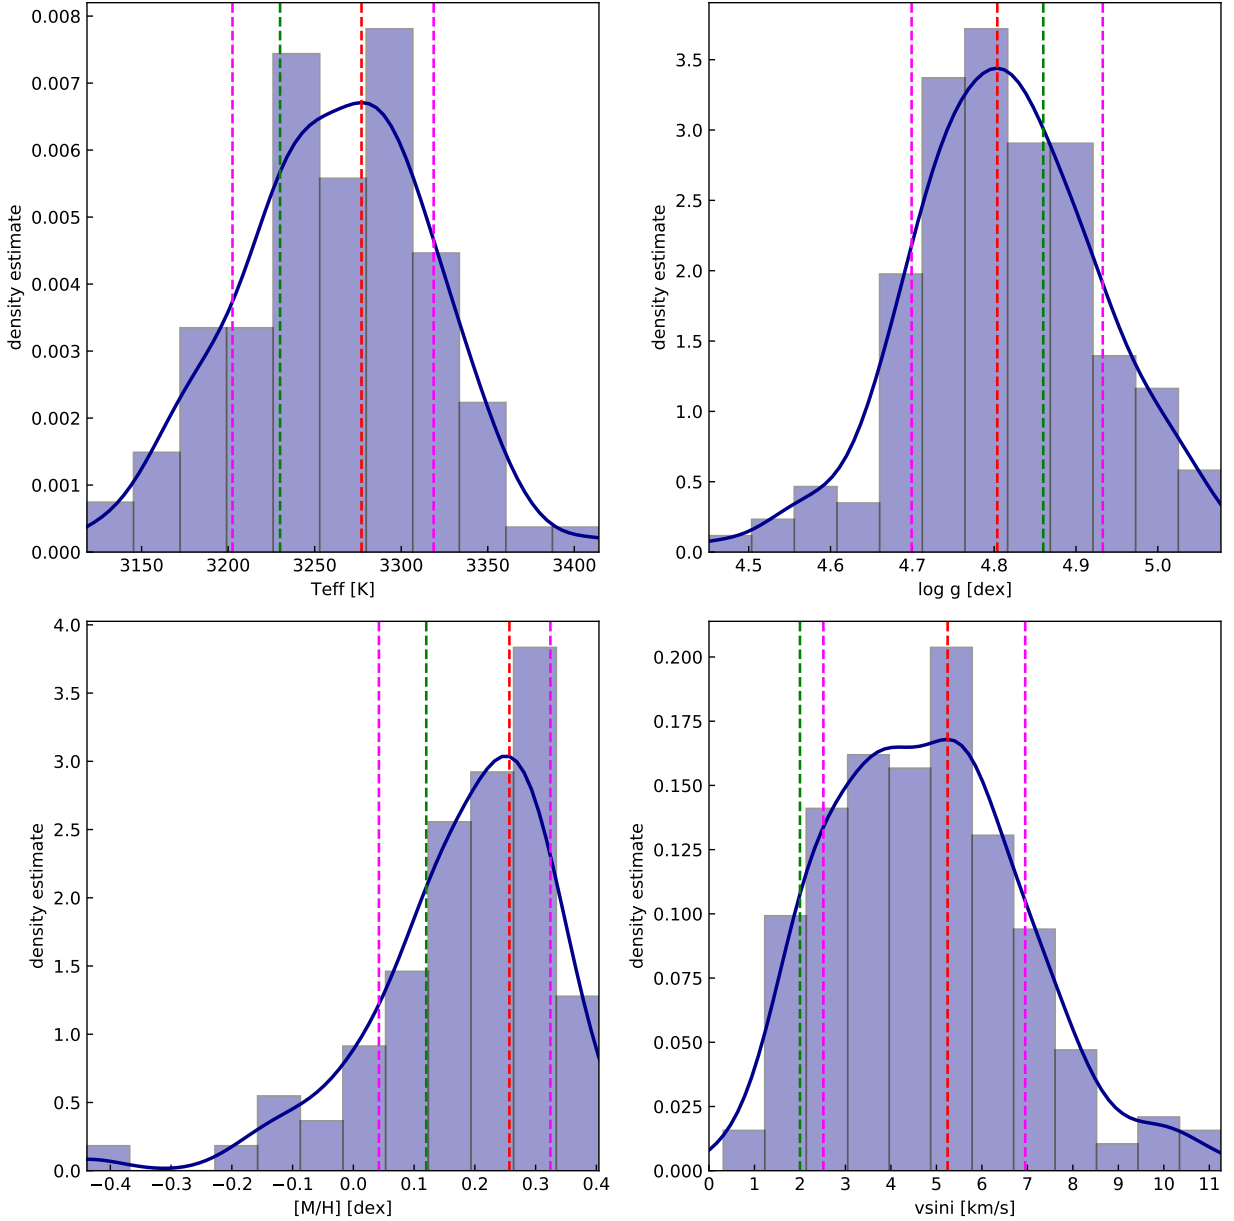 0.008
0.007
0.006
0.005
0.004
0.003
0.002
0.001
0.000
density estimate
3150 3200 3250 3300 3350 3400
Teff [K]
3.5
3.0
2.5
2.0
1.5
1.0
0.5
0.0
density estimate
4.5 4.6 4.7 4.8 4.9 5.0
log g [dex]
4.0
3.5
3.0
2.5
2.0
1.5
1.0
0.5
0.0
density estimate
−0.4 −0.3 −0.2 −0.1 0.0 0.1 0.2 0.3 0.4
[M/H] [dex]
0.200
0.175
0.150
0.125
0.100
0.075
0.050
0.025
0.000
density estimate
0 1 2 3 4 5 6 7 8 9 10 11
vsini [km/s]